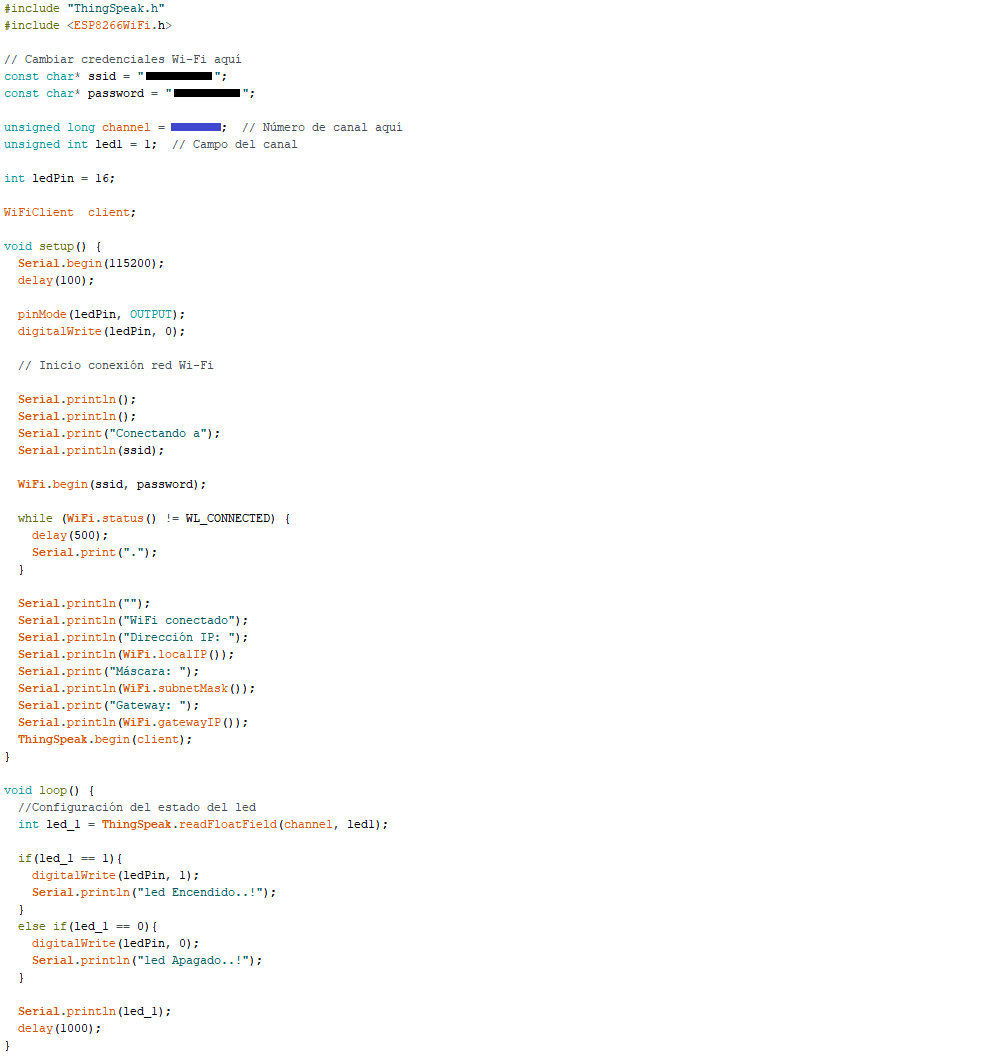 #include "ThingSpeak.h"
#include <ESP8266WiFi.h>
// Cambiar credenciales Wi-Fi aquí
const char* ssid = "";
const char* password = "";
unsigned long channel = ;  // Número de canal aquí
unsigned int led1 = 1;  // Campo del canal
int ledPin = 16;
WiFiClient  client;
void setup() {
  Serial.begin(115200);
  delay(100);
  pinMode(ledPin, OUTPUT);
  digitalWrite(ledPin, 0);
  // Inicio conexión red Wi-Fi
  Serial.println();
  Serial.println();
  Serial.print("Conectando a");
  Serial.println(ssid);
  WiFi.begin(ssid, password);
  while (WiFi.status() != WL_CONNECTED) {
    delay(500);
    Serial.print(".");
  }
  Serial.println("");
  Serial.println("WiFi conectado");
  Serial.println("Dirección IP: ");
  Serial.println(WiFi.localIP());
  Serial.print("Máscara: ");
  Serial.println(WiFi.subnetMask());
  Serial.print("Gateway: ");
  Serial.println(WiFi.gatewayIP());
  ThingSpeak.begin(client);
}
void loop() {
  //Configuración del estado del led
  int led_1 = ThingSpeak.readFloatField(channel, led1);
  if(led_1 == 1){
    digitalWrite(ledPin, 1);
    Serial.println("led Encendido..!");
  }
  else if(led_1 == 0){
    digitalWrite(ledPin, 0);
    Serial.println("led Apagado..!");
  }
  Serial.println(led_1);
  delay(1000);
}